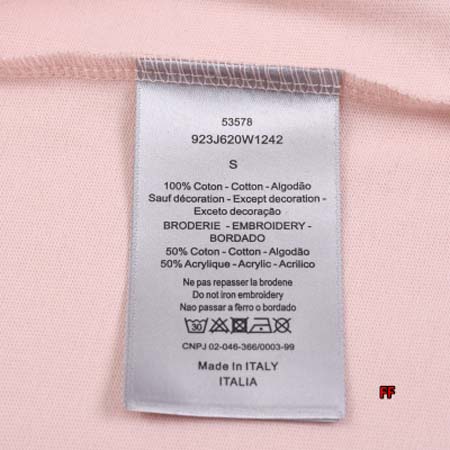 53578
923J620W1242
S
100% Coton - Cotton - Algodão
Sauf décoration - Except decoration -
Exceto decoração
BRODERIE - EMBROIDERY -
BORDADO
50% Coton - Cotton - Algodão
50% Acrylique - Acrylic - Acrilico
Ne pas repasser la brodene
Do not iron embroidery
Nao passar a ferro o bordado
30
CNPJ 02-046-366/0003-99
Made In ITALY
ITALIA
FF